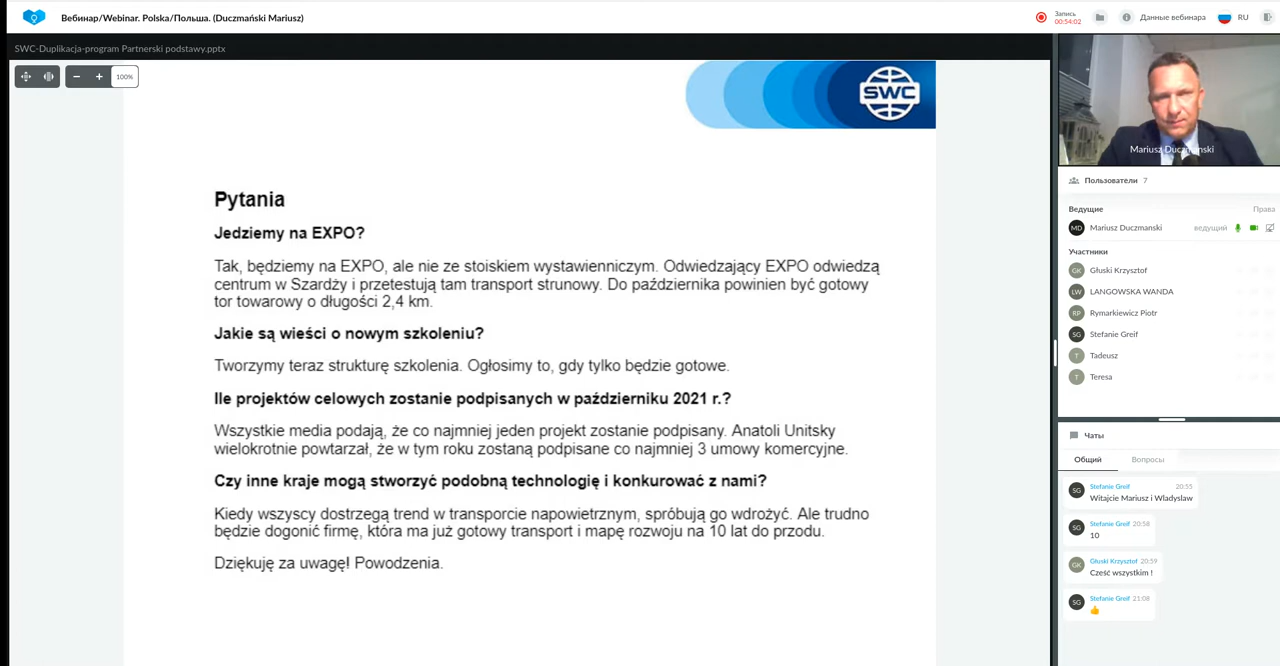 Вебинар/Webinar. Polska/Польша. (Duczmański Mariusz)
Запись
00:54:02
Данные вебинара
RU
SWC-Duplikacja-program Partnerski podstawy.pptx
100%
SWC
Pytania
Jedziemy na EXPO?
Tak, będziemy na EXPO, ale nie ze stoiskiem wystawienniczym. Odwiedzający EXPO odwiedzą
centrum w Szardży i przetestują tam transport strunowy. Do października powinien być gotowy
tor towarowy o długości 2,4 km.
Jakie są wieści o nowym szkoleniu?
Tworzymy teraz strukturę szkolenia. Ogłosimy to, gdy tylko będzie gotowe.
Ile projektów celowych zostanie podpisanych w październiku 2021 r.?
Wszystkie media podają, że co najmniej jeden projekt zostanie podpisany. Anatoli Unitsky
wielokrotnie powtarzał, że w tym roku zostaną podpisane co najmniej 3 umowy komercyjne.
Czy inne kraje mogą stworzyć podobną technologię i konkurować z nami?
Kiedy wszyscy dostrzegą trend w transporcie napowietrznym, spróbują go wdrożyć. Ale trudno
będzie dogonić firmę, która ma już gotowy transport i mapę rozwoju na 10 lat do przodu.
Dziękuję za uwagę! Powodzenia.
Mariusz Duczmanski
Пользователи 7
Ведущие Права
MD Mariusz Duczmanski ведущий
Участники
GK Głuski Krzysztof
LW LANGOWSKA WANDA
RP Rymarkiewicz Piotr
SG Stefanie Greif
T Tadeusz
T Teresa
Чаты
Общий Вопросы
SG Stefanie Greif 20:55
Witajcie Mariusz i Wladyslaw
SG Stefanie Greif 20:58
10
GK Głuski Krzysztof 20:59
Cześć wszystkim !
SG Stefanie Greif 21:08
👍